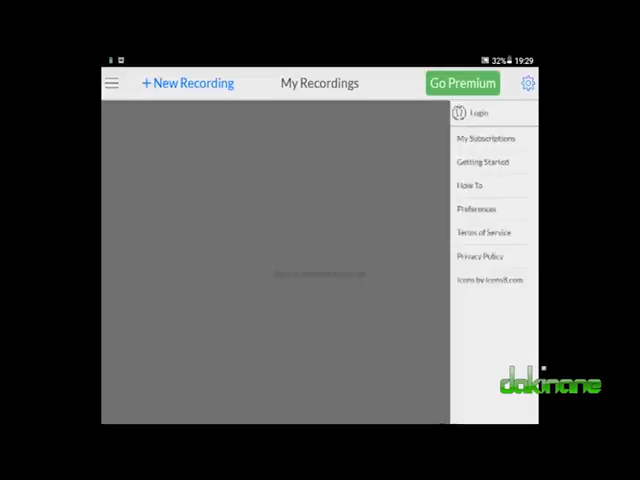 32% 19:29
+ New Recording My Recordings Go Premium
Login
My Subscriptions
Getting Started
How To
Preferences
Terms of Service
Privacy Policy
Icons by icons8.com
dakinane